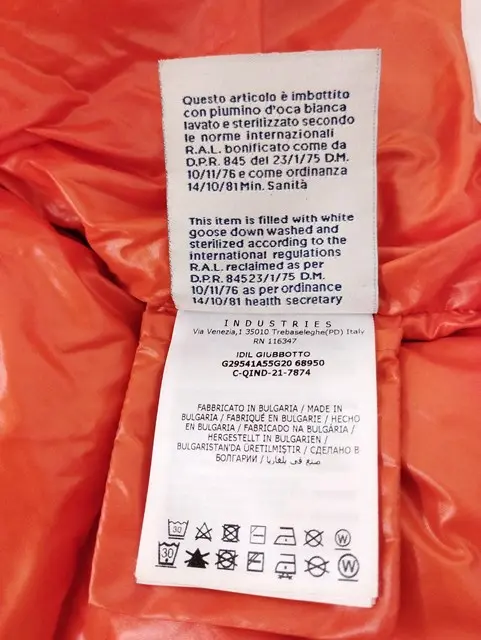 Questo articolo è imbottito
con piumino d'oca bianca
lavato e sterilizzato secondo
le norme internazionali
R.A.L. bonificato come da
D.P.R. 845 del 23/1/75 D.M.
10/11/76 e come ordinanza
14/10/81 Min. Sanità
This item is filled with white
goose down washed and
sterilized according to the
international regulations
R.A.L. reclaimed as per
D.P.R. 84523/1/75 D.M.
10/11/76 as per ordinance
14/10/81 health secretary
INDUSTRIES
Via Venezia,1 35010 Trebaseleghe(PD) Italy
RN 116347
IDIL GIUBBOTTO
G29541A55G20 68950
C-QIND-21-7874
FABBRICATO IN BULGARIA / MADE IN
BULGARIA / FABRIQUÉ EN BULGARIE / HECHO
EN BULGARIA / FABRICADO NA BULGÁRIA /
HERGESTELLT IN BULGARIEN /
BULGARISTAN'DA ÜRETILMIŞTIR / СДЕЛАНО В
БОЛГАРИИ / صنع في بلغاريا
30 W
30 W